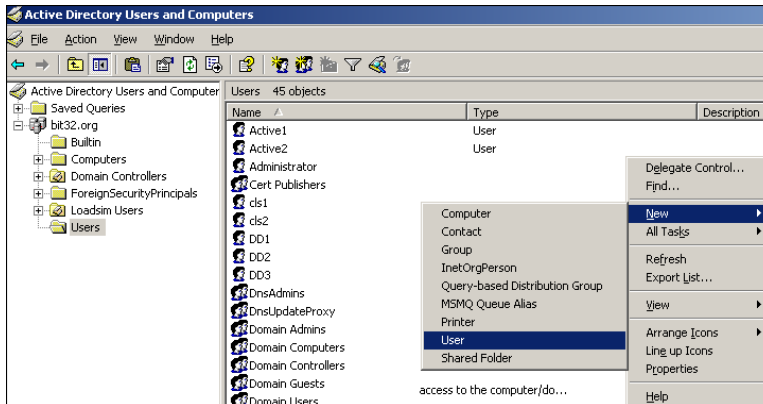 Active Directory Users and Computers
File Action View Window Help
Active Directory Users and Computer
Saved Queries
bit32.org
Builtin
Computers
Domain Controllers
ForeignSecurityPrincipals
Loadsim Users
Users
Users 45 objects
Name Type Description
Active1 User
Active2 User
Administrator
Cert Publishers
cls1
cls2
DD1
DD2
DD3
DnsAdmins
DnsUpdateProxy
Domain Admins
Domain Computers
Domain Controllers
Domain Guests access to the computer/do...
Domain Users
Computer
Contact
Group
InetOrgPerson
Query-based Distribution Group
MSMQ Queue Alias
Printer
User
Shared Folder
Delegate Control...
Find...
New
All Tasks
Refresh
Export List...
View
Arrange Icons
Line up Icons
Properties
Help